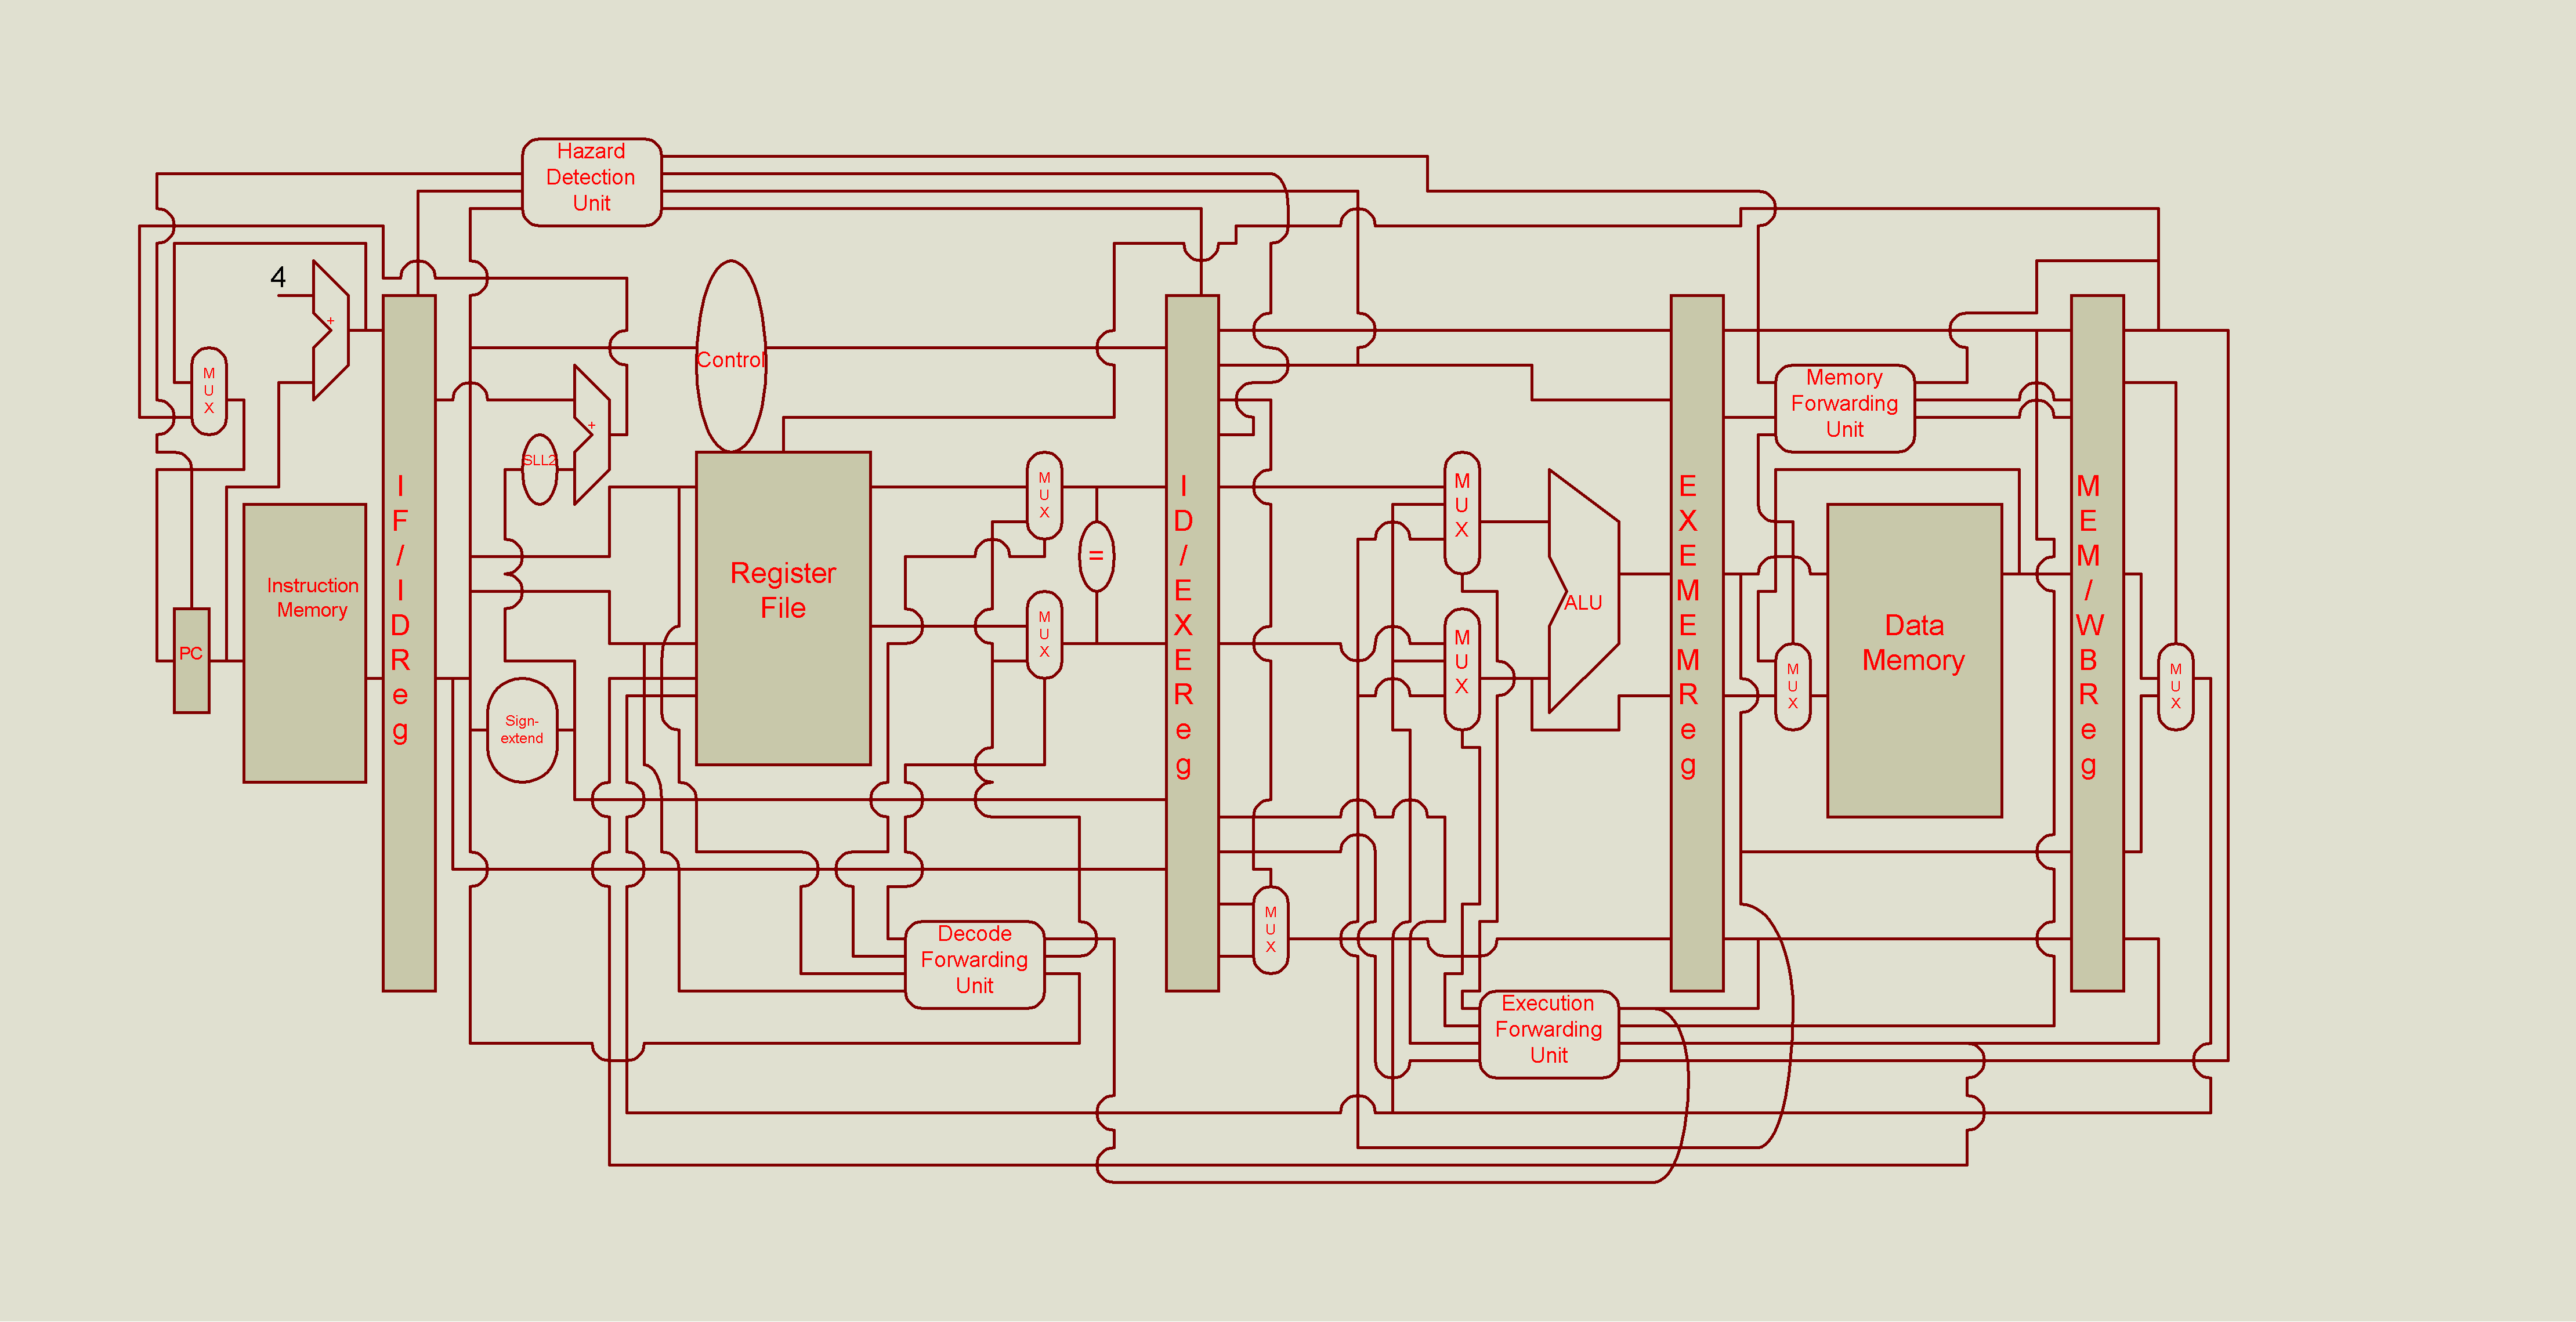 Hazard
Detection
Unit
4
+
MUX
Control
+
SLL2
Instruction
Memory
PC
IF/IDReg
Sign-
extend
Register
File
MUX
MUX
=
Decode
Forwarding
Unit
ID/EXEReg
MUX
MUX
MUX
ALU
Execution
Forwarding
Unit
EXEMEMReg
Memory
Forwarding
Unit
MUX
Data
Memory
MEM/WBReg
MUX